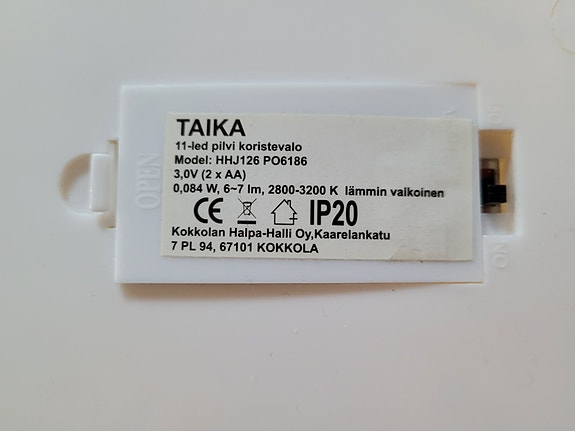 TAIKA
11-led pilvi koristevalo
Model: HHJ126 PO6186
3,0V (2 x AA)
0,084 W, 6~7 lm, 2800-3200 K lämmin valkoinen
CE IP20
Kokkolan Halpa-Halli Oy,Kaarelankatu
7 PL 94, 67101 KOKKOLA
OPEN
ON